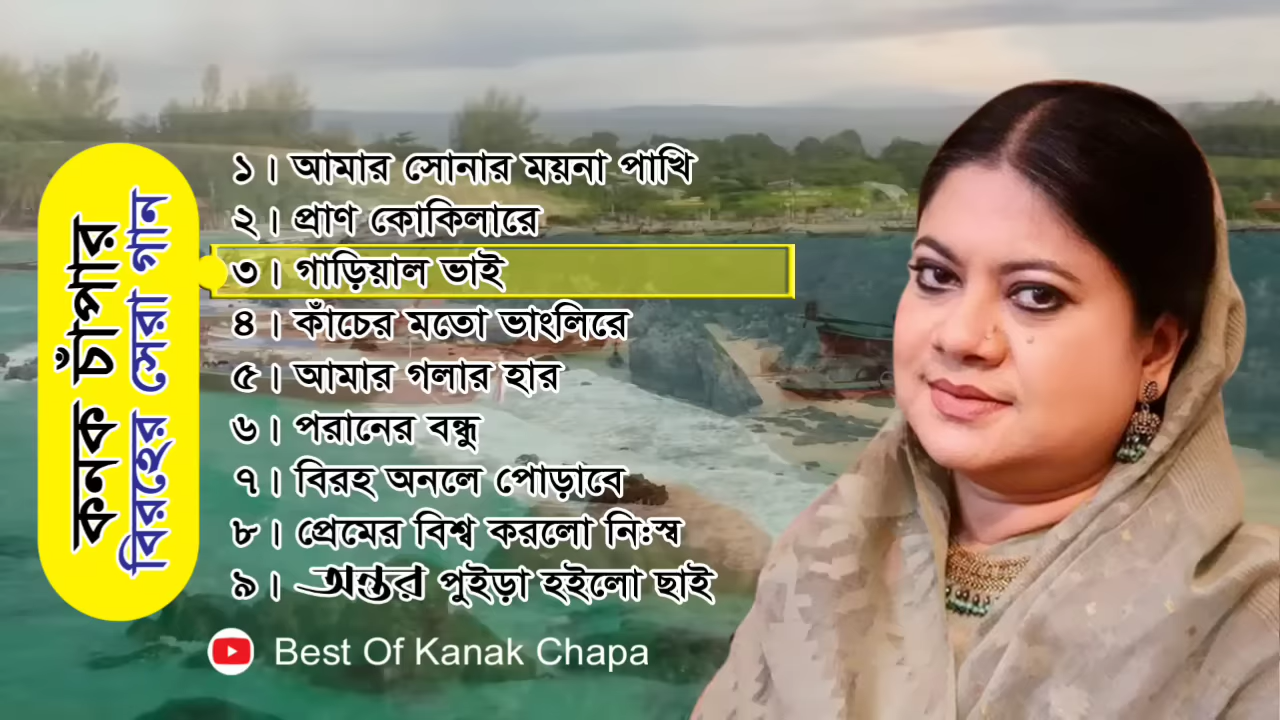 কনক চাঁপার
বিরহের সেরা গান
১। আমার সোনার ময়না পাখি
২। প্রাণ কোকিলারে
৩। গাড়িয়াল ভাই
৪। কাঁচের মতো ভাংলিরে
৫। আমার গলার হার
৬। পরানের বন্ধু
৭। বিরহ অনলে পোড়াবে
৮। প্রেমের বিশ্ব করলো নিঃস্ব
৯। অন্তর পুইড়া হইলো ছাই
Best Of Kanak Chapa